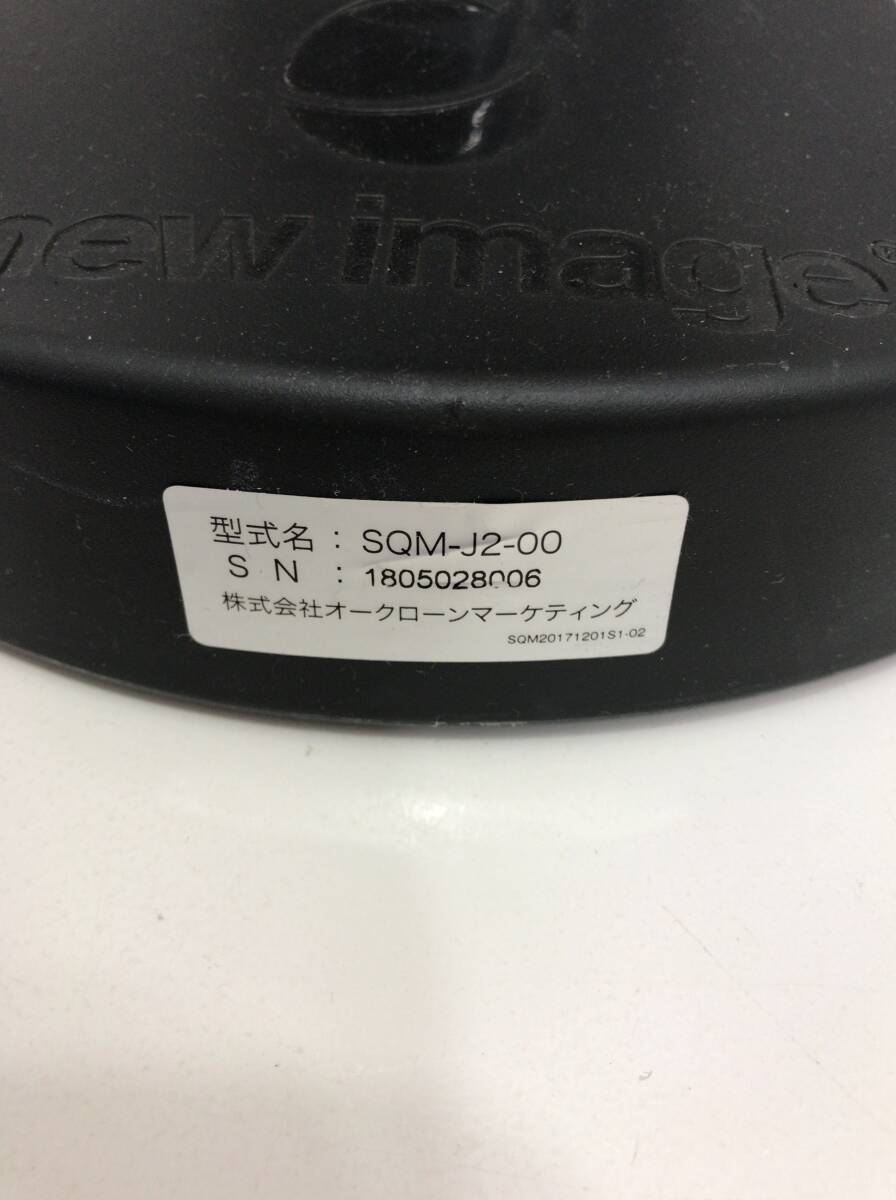 new image®
型式名 : SQM-J2-00
S N : 1805028006
株式会社オークローンマーケティング
SQM20171201S1-02